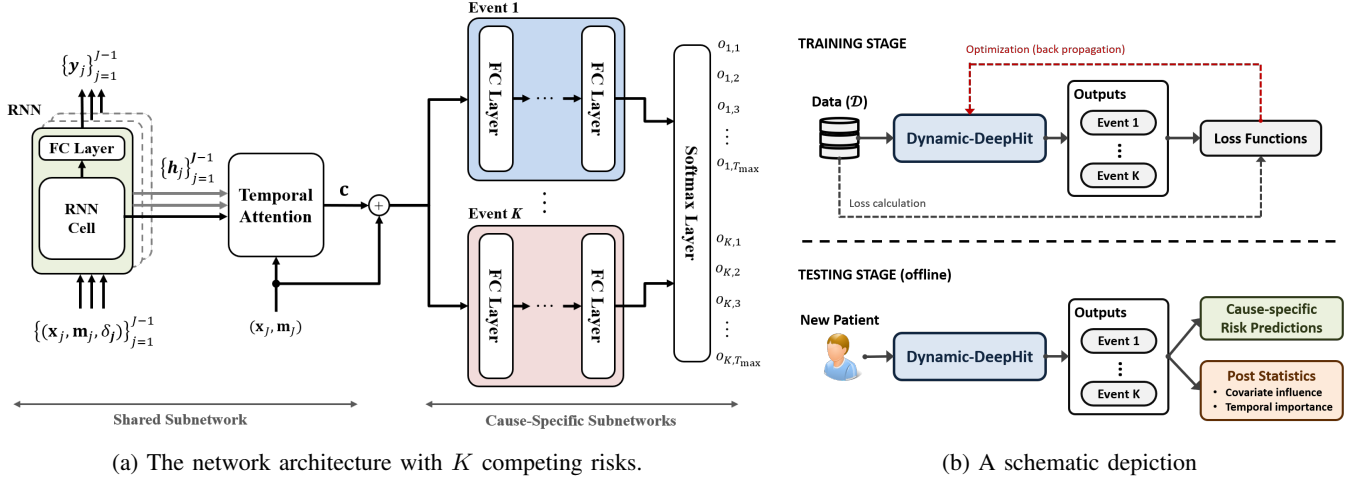 Event 1
FC Layer
···
FC Layer
{y_j}_{j=1}^{J-1}
RNN
FC Layer
RNN
Cell
{h_j}_{j=1}^{J-1}
Temporal
Attention
c
+
{(x_j, m_j, δ_j)}_{j=1}^{J-1}
(x_J, m_J)
⋮
Event K
FC Layer
···
FC Layer
Softmax Layer
o_{1,1}
o_{1,2}
o_{1,3}
⋮
o_{1,T_max}
o_{K,1}
o_{K,2}
o_{K,3}
⋮
o_{K,T_max}
Shared Subnetwork
Cause-Specific Subnetworks
(a) The network architecture with K competing risks.
TRAINING STAGE
Optimization (back propagation)
Data (𝒟)
Dynamic-DeepHit
Outputs
Event 1
⋮
Event K
Loss Functions
Loss calculation
TESTING STAGE (offline)
New Patient
Dynamic-DeepHit
Outputs
Event 1
⋮
Event K
Cause-specific
Risk Predictions
Post Statistics
• Covariate influence
• Temporal importance
(b) A schematic depiction